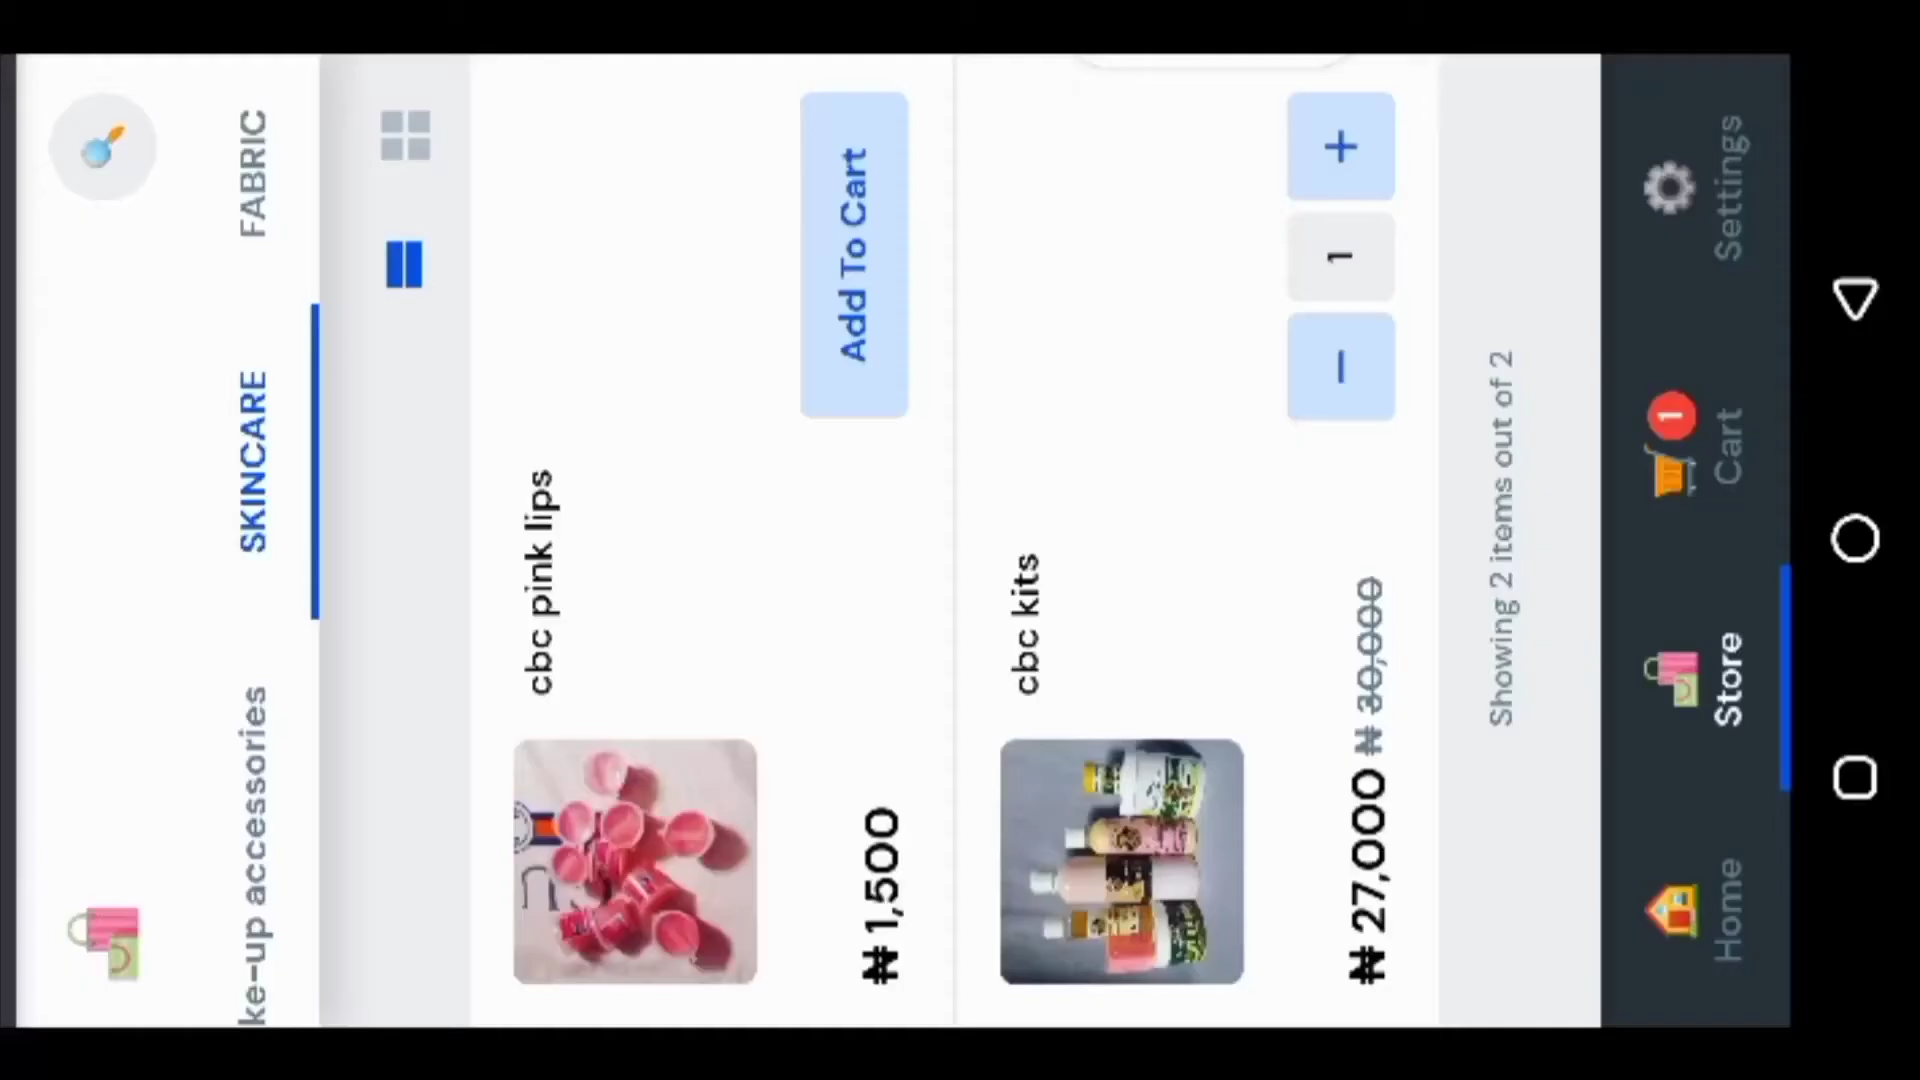 ke-up accessories SKINCARE FABRIC
cbc pink lips
₦ 1,500 Add To Cart
cbc kits
₦ 27,000 ₦ 30,000 − 1 +
Showing 2 items out of 2
1
Home Store Cart Settings